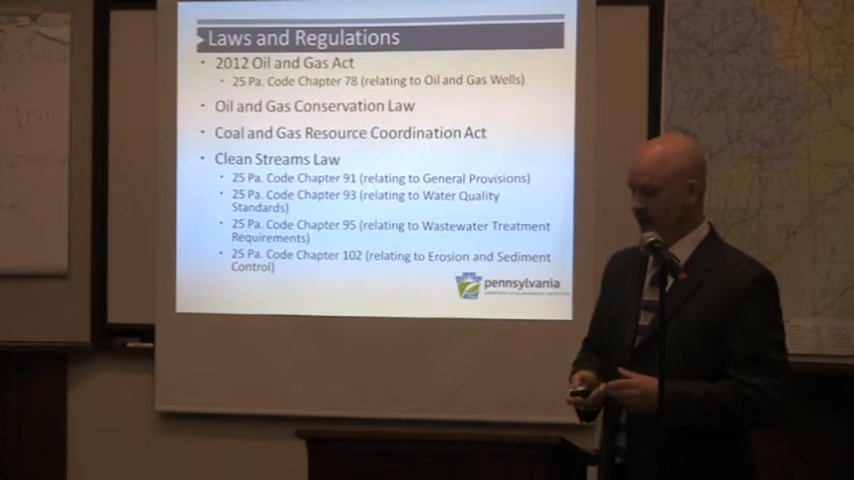 Laws and Regulations
• 2012 Oil and Gas Act
• 25 Pa. Code Chapter 78 (relating to Oil and Gas Wells)
• Oil and Gas Conservation Law
• Coal and Gas Resource Coordination Act
• Clean Streams Law
• 25 Pa. Code Chapter 91 (relating to General Provisions)
• 25 Pa. Code Chapter 93 (relating to Water Quality
Standards)
• 25 Pa. Code Chapter 95 (relating to Wastewater Treatment
Requirements)
• 25 Pa. Code Chapter 102 (relating to Erosion and Sediment
Control)
pennsylvania